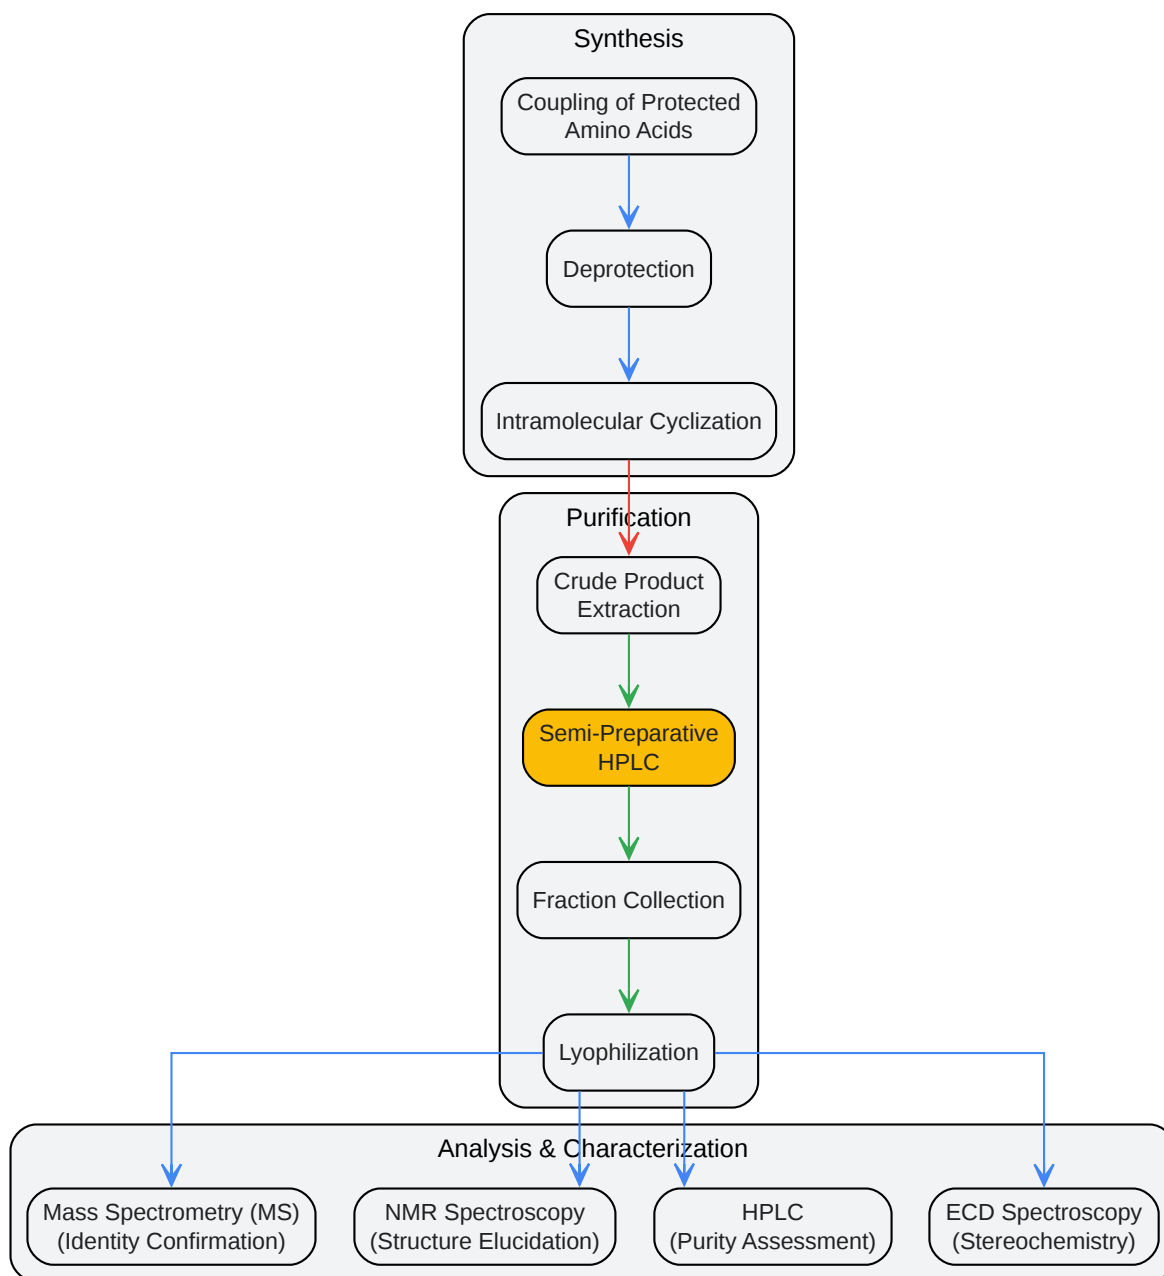 Synthesis
Coupling of Protected
Amino Acids
Deprotection
Intramolecular Cyclization
Purification
Crude Product
Extraction
Semi-Preparative
HPLC
Fraction Collection
Lyophilization
Analysis & Characterization
Mass Spectrometry (MS)
(Identity Confirmation)
NMR Spectroscopy
(Structure Elucidation)
HPLC
(Purity Assessment)
ECD Spectroscopy
(Stereochemistry)